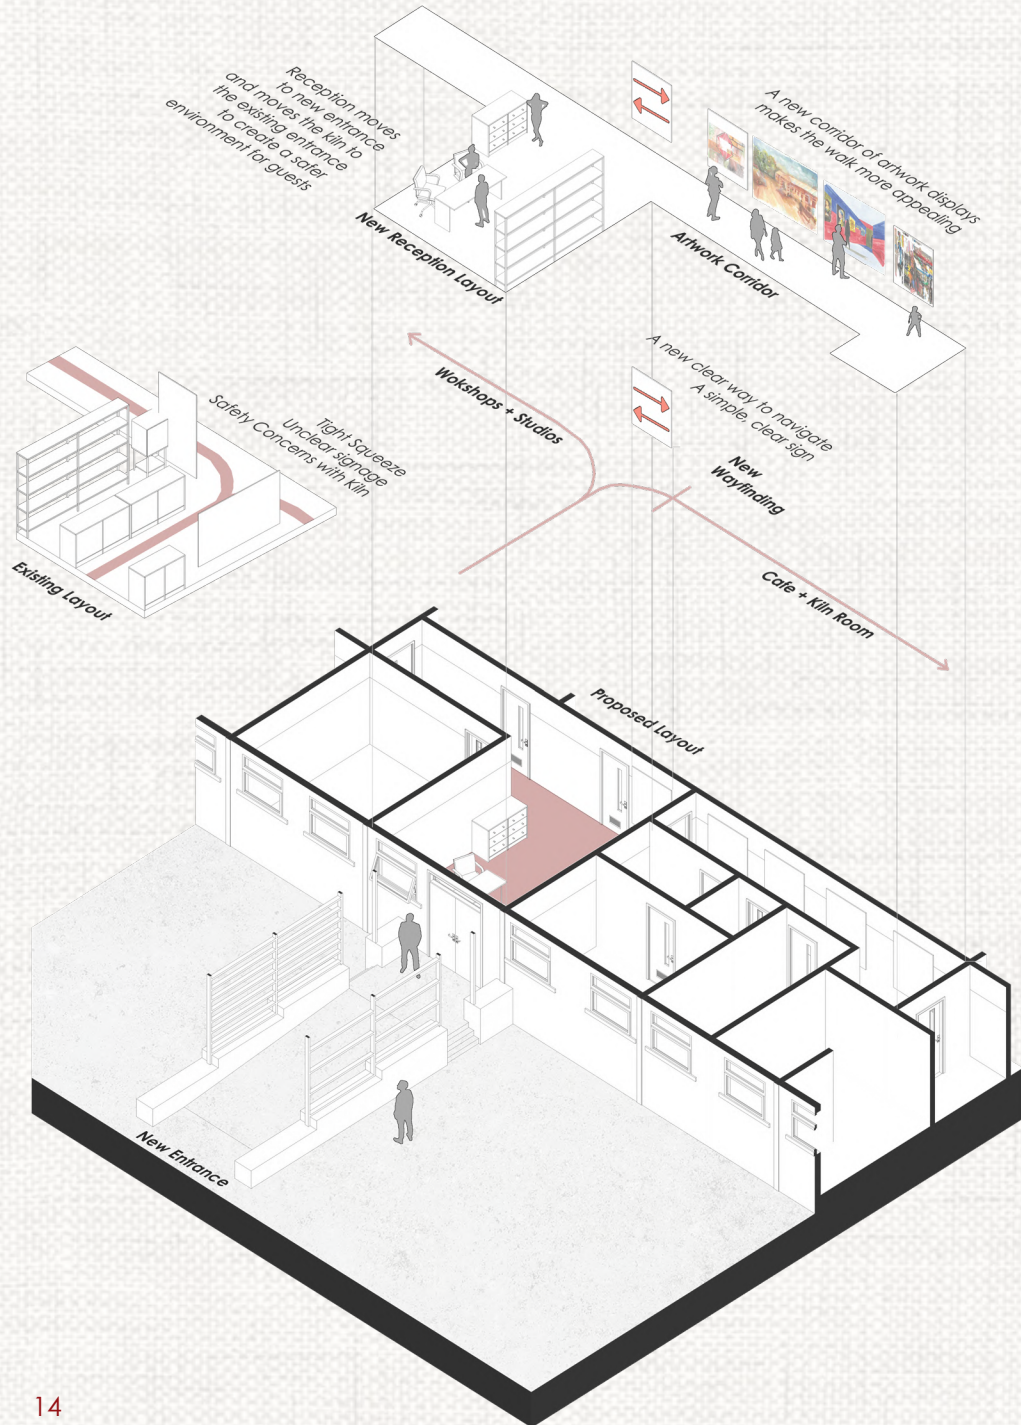 Reception moves
to new entrance
and moves the kiln to
the existing entrance
to create a safer
environment for guests
A new corridor of artwork displays
makes the walk more appealing
New Reception Layout
Artwork Corridor
Wokshops + Studios
A new clear way to navigate
A simple, clear sign
New
Wayfinding
Cafe + Kiln Room
Tight Squeeze
Unclear signage
Safety Concerns with Kiln
Existing Layout
Proposed Layout
New Entrance
14